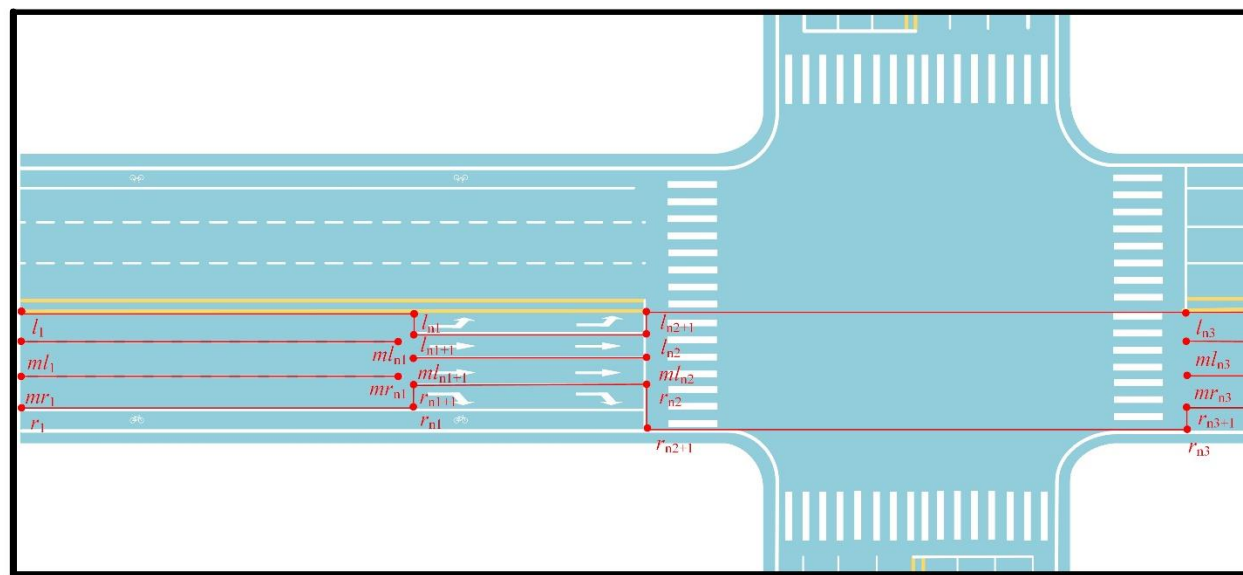 l1 ln1 ln2+1 ln3
ml1 mln1 ln1+1 ln2 mln3
mr1 mrn1 mln1+1 mln2 mrn3
r1 rn1 rn1+1 rn2 rn3+1
rn2+1 rn3